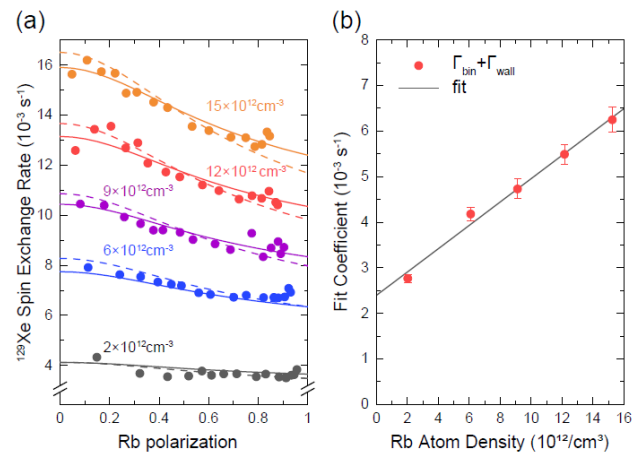 (a)
(b)
¹²⁹Xe Spin Exchange Rate (10⁻³ s⁻¹)
16
14
12
10
8
6
4
15×10¹²cm⁻³
12×10¹²cm⁻³
9×10¹²cm⁻³
6×10¹²cm⁻³
2×10¹²cm⁻³
0 0.2 0.4 0.6 0.8 1
Rb polarization
Fit Coefficient (10⁻³ s⁻¹)
8
7
6
5
4
3
2
1
0
Γbin+Γwall
fit
0 2 4 6 8 10 12 14 16
Rb Atom Density (10¹²/cm³)